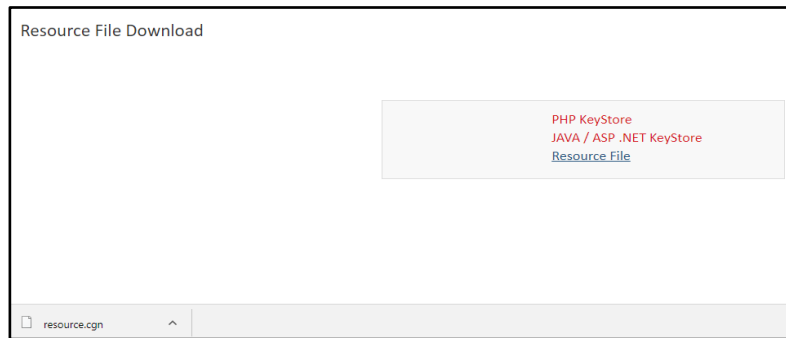 Resource File Download
PHP KeyStore
JAVA / ASP .NET KeyStore
Resource File
resource.cgn